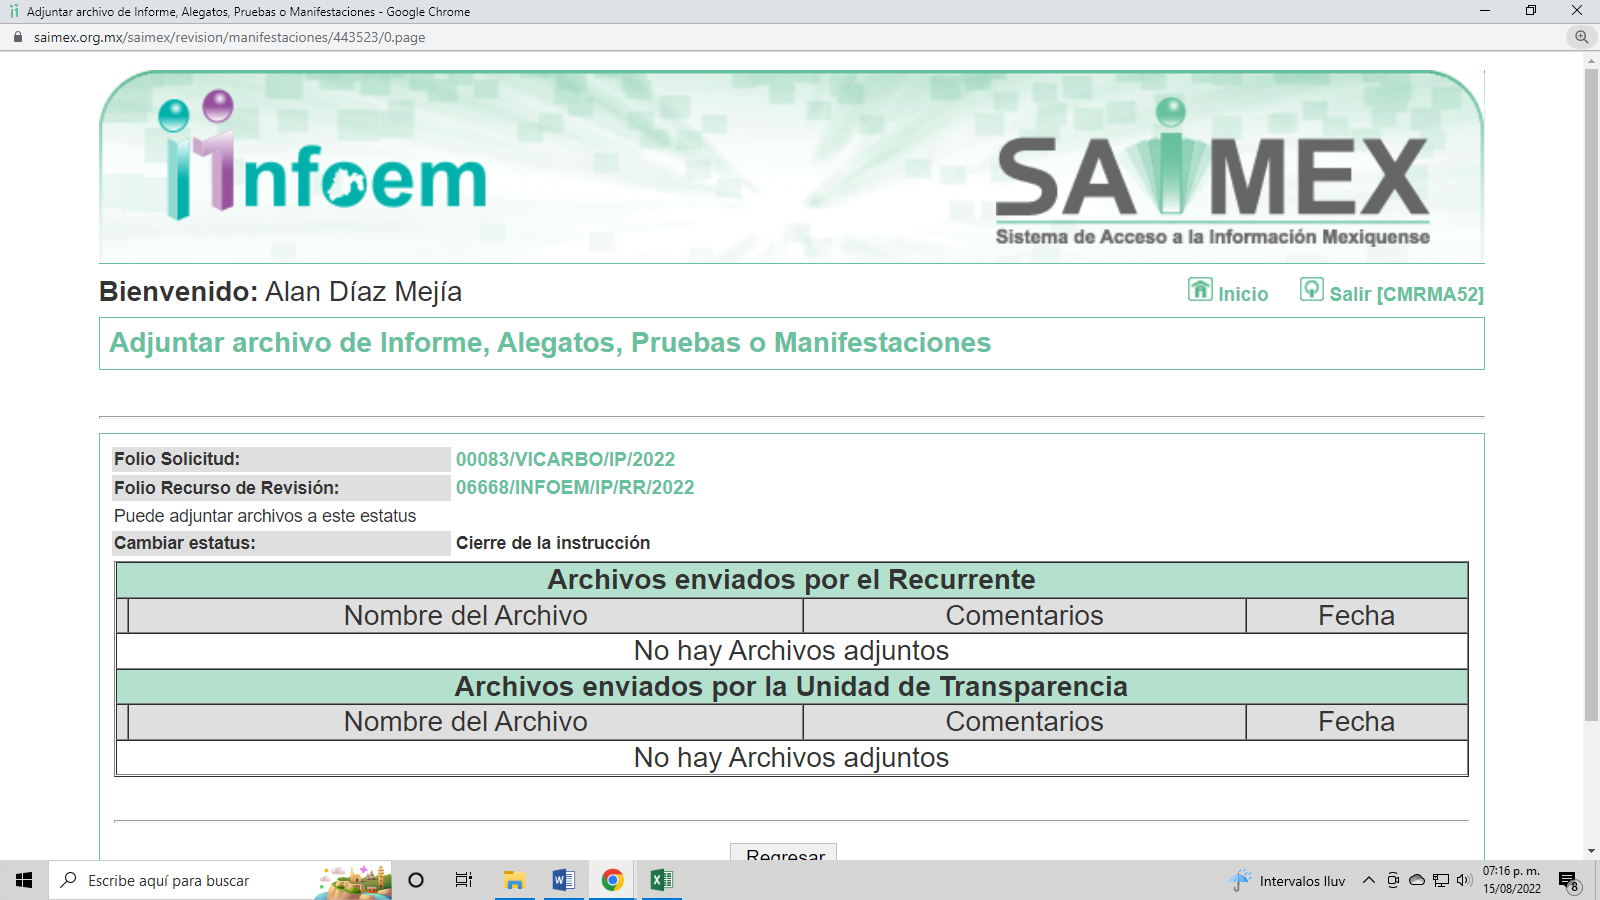 Adjuntar archivo de Informe, Alegatos, Pruebas o Manifestaciones - Google Chrome
saimex.org.mx/saimex/revision/manifestaciones/443523/0.page
infoem
SAIMEX
Sistema de Acceso a la Información Mexiquense
Bienvenido: Alan Díaz Mejía
Inicio
Salir [CMRMA52]
Adjuntar archivo de Informe, Alegatos, Pruebas o Manifestaciones
Folio Solicitud: 00083/VICARBO/IP/2022
Folio Recurso de Revisión: 06668/INFOEM/IP/RR/2022
Puede adjuntar archivos a este estatus
Cambiar estatus: Cierre de la instrucción
Archivos enviados por el Recurrente
Nombre del Archivo Comentarios Fecha
No hay Archivos adjuntos
Archivos enviados por la Unidad de Transparencia
Nombre del Archivo Comentarios Fecha
No hay Archivos adjuntos
Regresar
Escribe aquí para buscar
Intervalos lluv
07:16 p. m.
15/08/2022
8